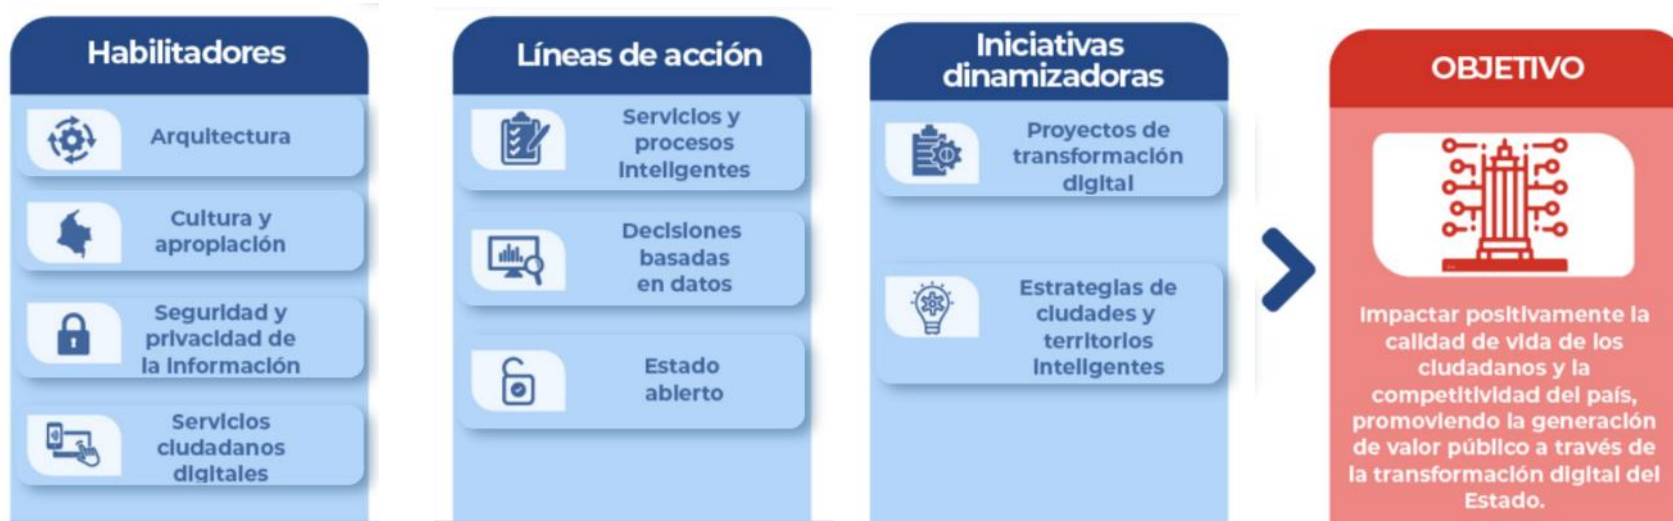 Habilitadores
Arquitectura
Cultura y
apropiación
Seguridad y
privacidad de
la Información
Servicios
ciudadanos
digitales
Líneas de acción
Servicios y
procesos
inteligentes
Decisiones
basadas
en datos
Estado
abierto
Iniciativas
dinamizadoras
Proyectos de
transformación
digital
Estrategias de
ciudades y
territorios
inteligentes
OBJETIVO
Impactar positivamente la
calidad de vida de los
ciudadanos y la
competitividad del país,
promoviendo la generación
de valor público a través de
la transformación digital del
Estado.